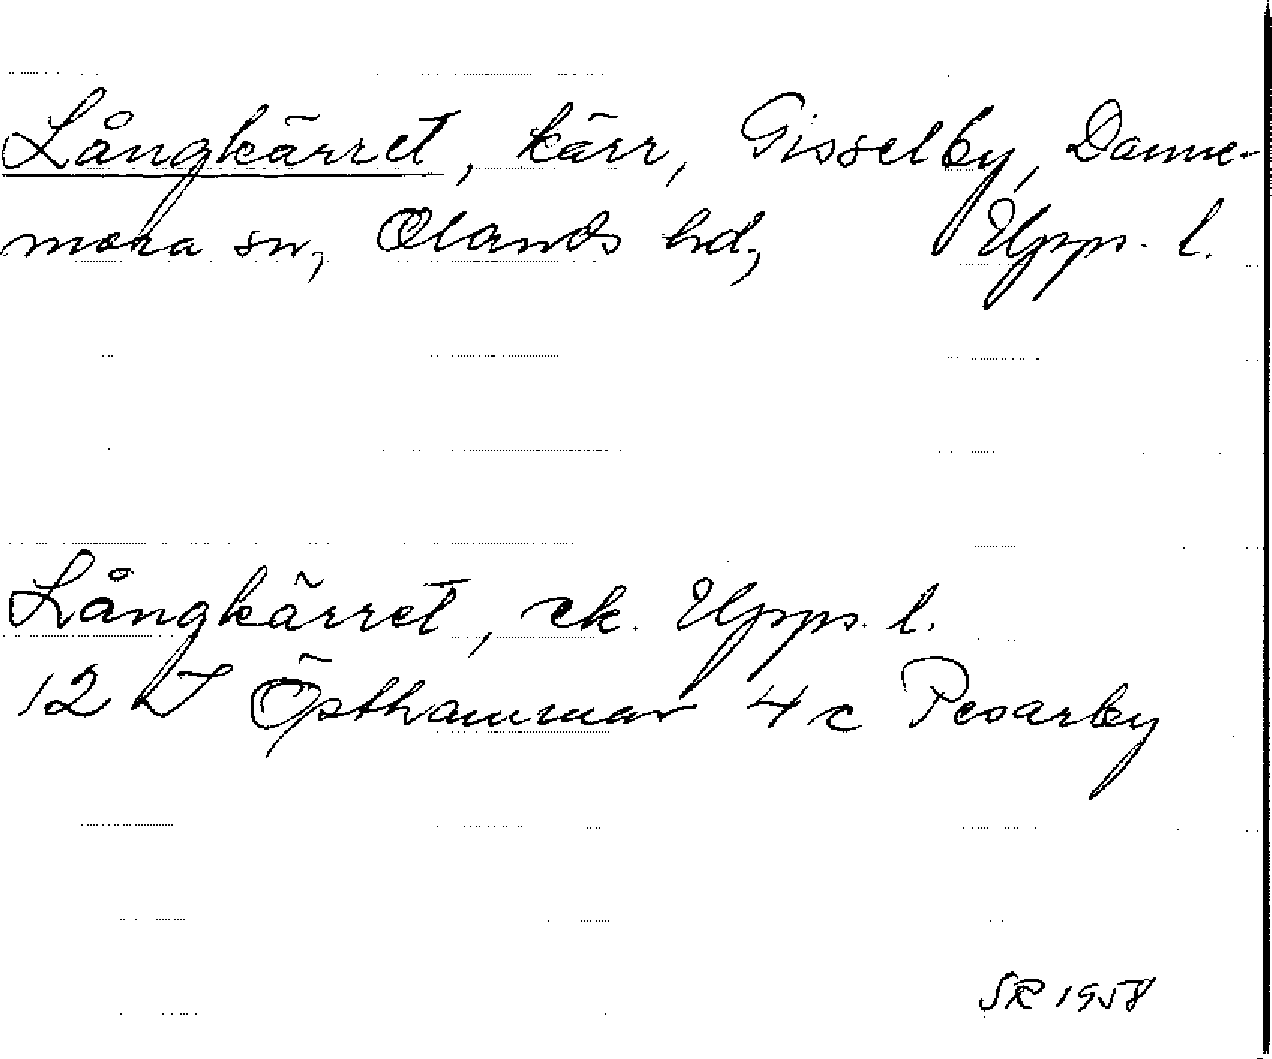 Långkärret, kärr, Gisselby, Danne-
mora sn, Olands hd, Upps. l.
Långkärret, ek. Upps. l.
12 I Östhammar 4 c Pesarby
SR 1958